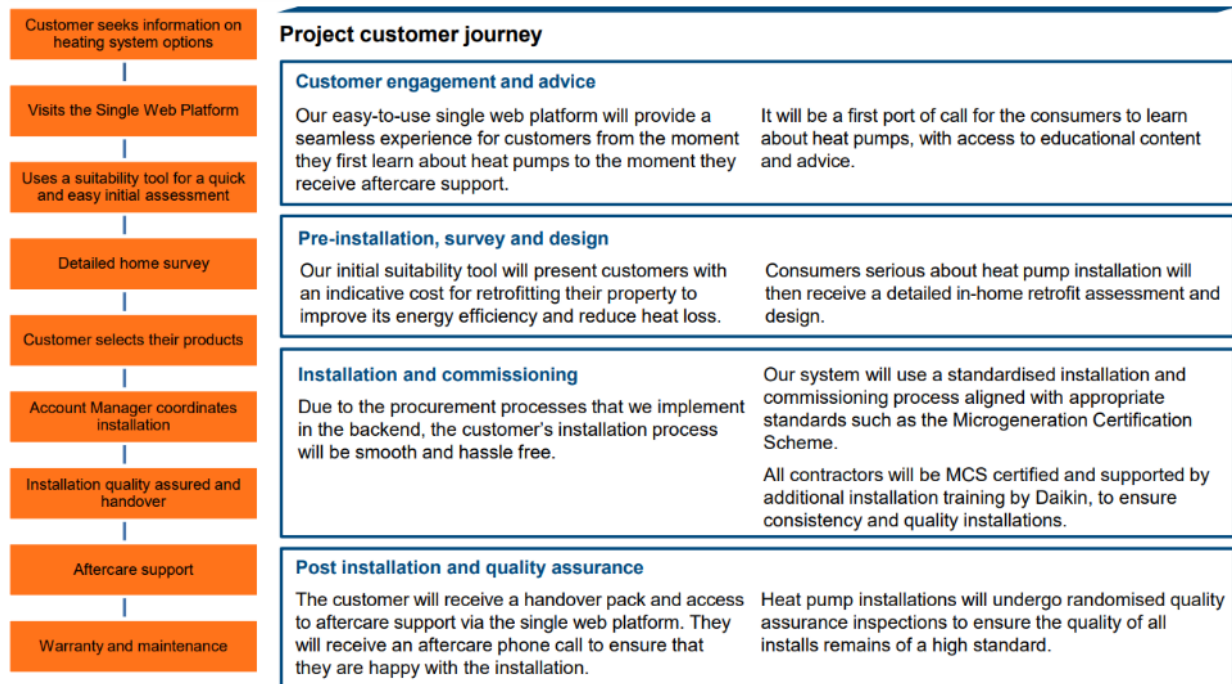 Customer seeks information on
heating system options
Visits the Single Web Platform
Uses a suitability tool for a quick
and easy initial assessment
Detailed home survey
Customer selects their products
Account Manager coordinates
installation
Installation quality assured and
handover
Aftercare support
Warranty and maintenance
Project customer journey
Customer engagement and advice
Our easy-to-use single web platform will provide a
seamless experience for customers from the moment
they first learn about heat pumps to the moment they
receive aftercare support.
It will be a first port of call for the consumers to learn
about heat pumps, with access to educational content
and advice.
Pre-installation, survey and design
Our initial suitability tool will present customers with
an indicative cost for retrofitting their property to
improve its energy efficiency and reduce heat loss.
Consumers serious about heat pump installation will
then receive a detailed in-home retrofit assessment and
design.
Installation and commissioning
Due to the procurement processes that we implement
in the backend, the customer's installation process
will be smooth and hassle free.
Our system will use a standardised installation and
commissioning process aligned with appropriate
standards such as the Microgeneration Certification
Scheme.
All contractors will be MCS certified and supported by
additional installation training by Daikin, to ensure
consistency and quality installations.
Post installation and quality assurance
The customer will receive a handover pack and access
to aftercare support via the single web platform. They
will receive an aftercare phone call to ensure that
they are happy with the installation.
Heat pump installations will undergo randomised quality
assurance inspections to ensure the quality of all
installs remains of a high standard.